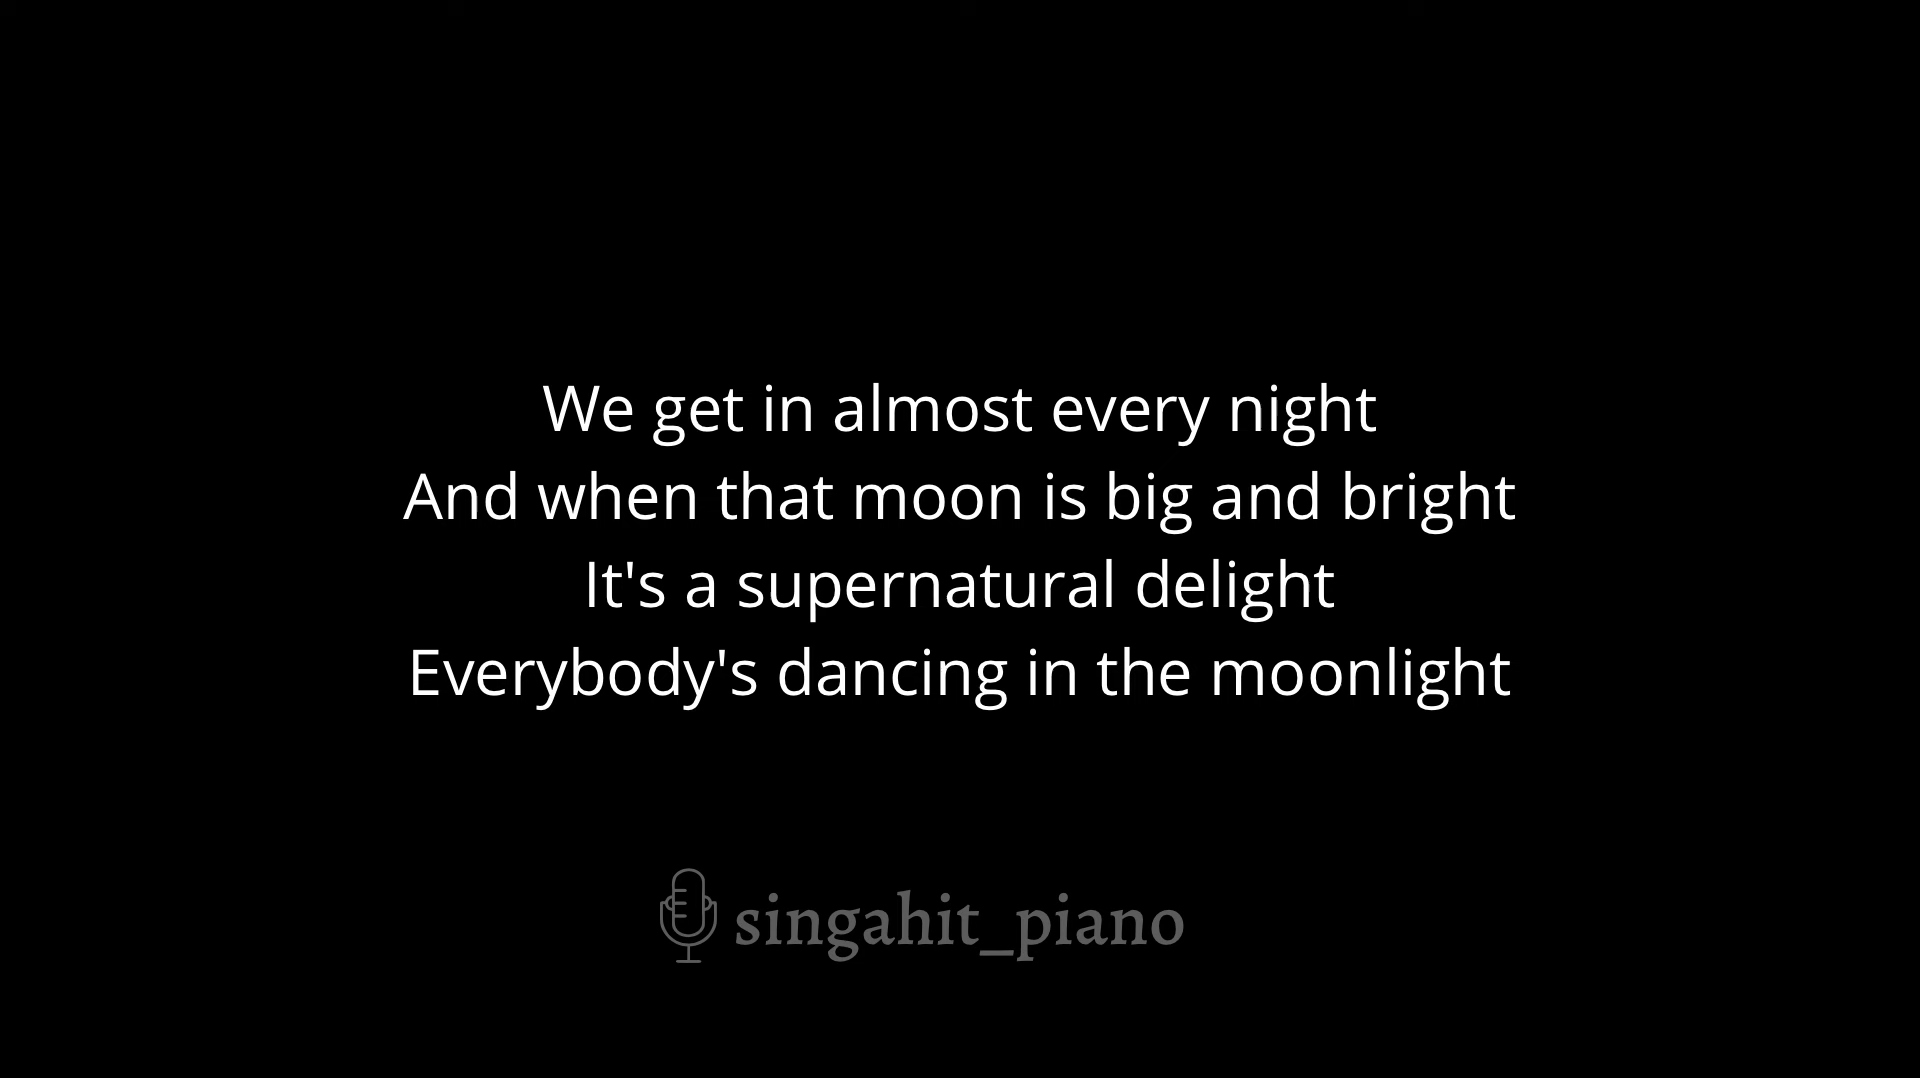 We get in almost every night
And when that moon is big and bright
It's a supernatural delight
Everybody's dancing in the moonlight
singahit_piano